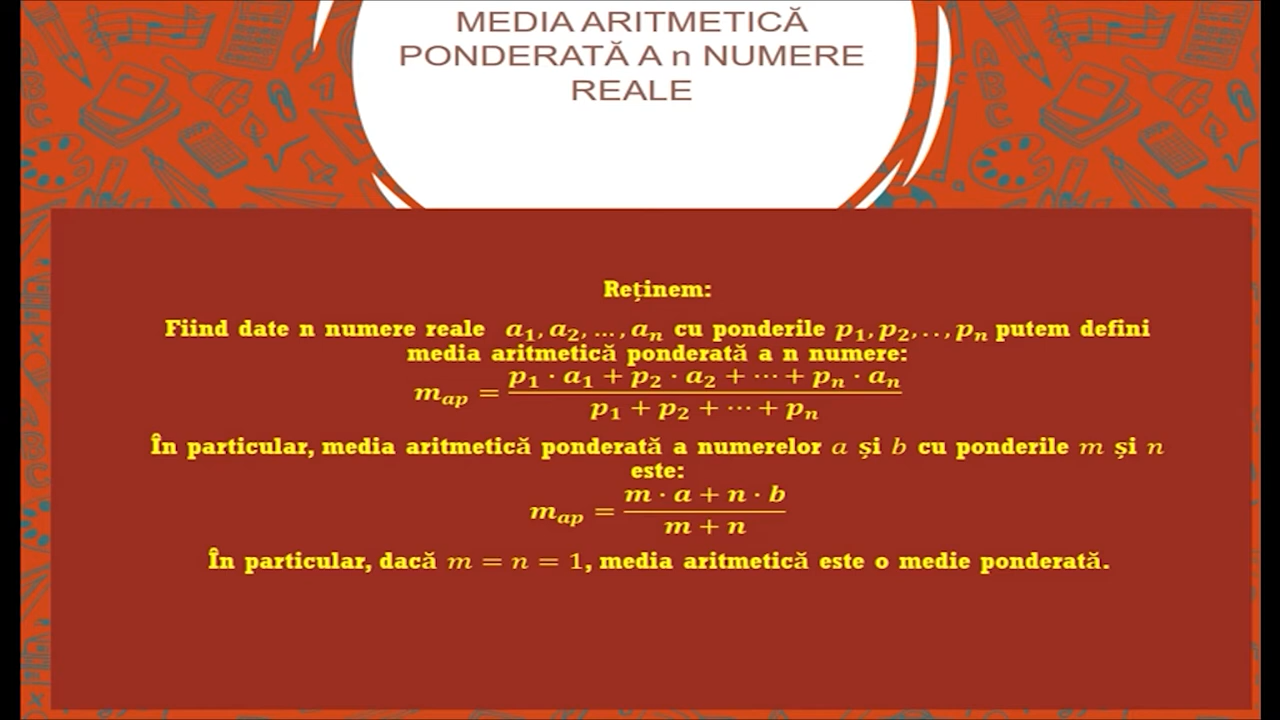 MEDIA ARITMETICĂ
PONDERATĂ A n NUMERE
REALE
Reținem:
Fiind date n numere reale a₁, a₂, ..., aₙ cu ponderile p₁, p₂, . . , pₙ putem defini
media aritmetică ponderată a n numere:
m_ap = (p₁ · a₁ + p₂ · a₂ + ⋯ + pₙ · aₙ) / (p₁ + p₂ + ⋯ + pₙ)
În particular, media aritmetică ponderată a numerelor a și b cu ponderile m și n
este:
m_ap = (m · a + n · b) / (m + n)
În particular, dacă m = n = 1, media aritmetică este o medie ponderată.